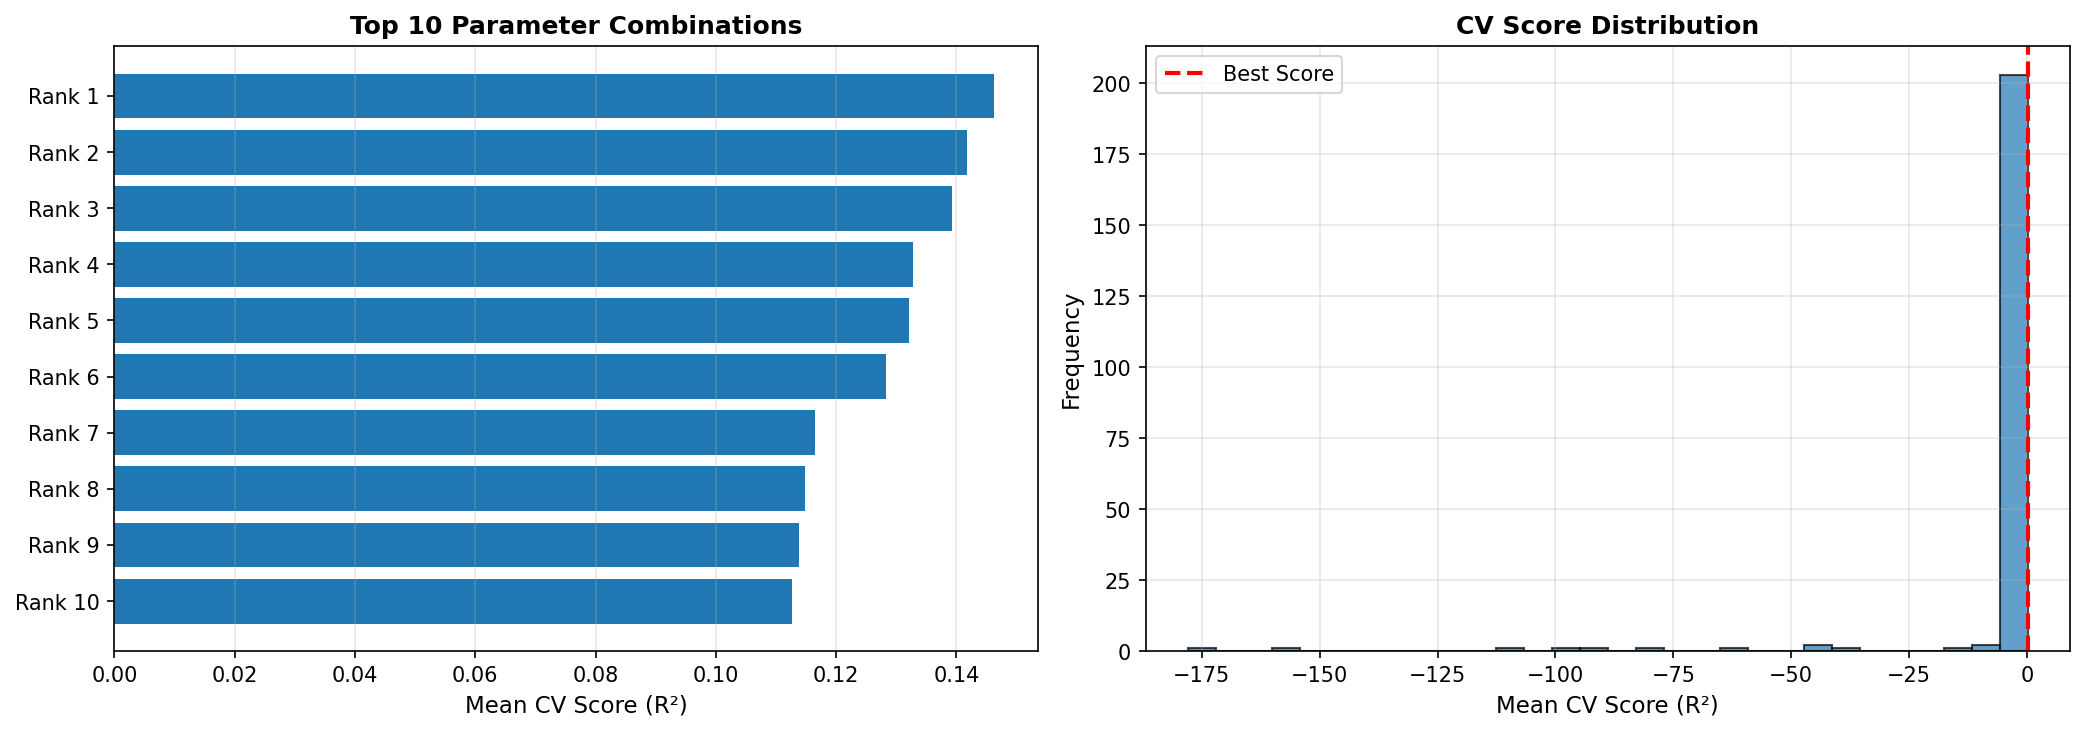 Top 10 Parameter Combinations
Rank 1
Rank 2
Rank 3
Rank 4
Rank 5
Rank 6
Rank 7
Rank 8
Rank 9
Rank 10
0.00 0.02 0.04 0.06 0.08 0.10 0.12 0.14
Mean CV Score (R²)
CV Score Distribution
Best Score
Frequency
200
175
150
125
100
75
50
25
0
−175 −150 −125 −100 −75 −50 −25 0
Mean CV Score (R²)